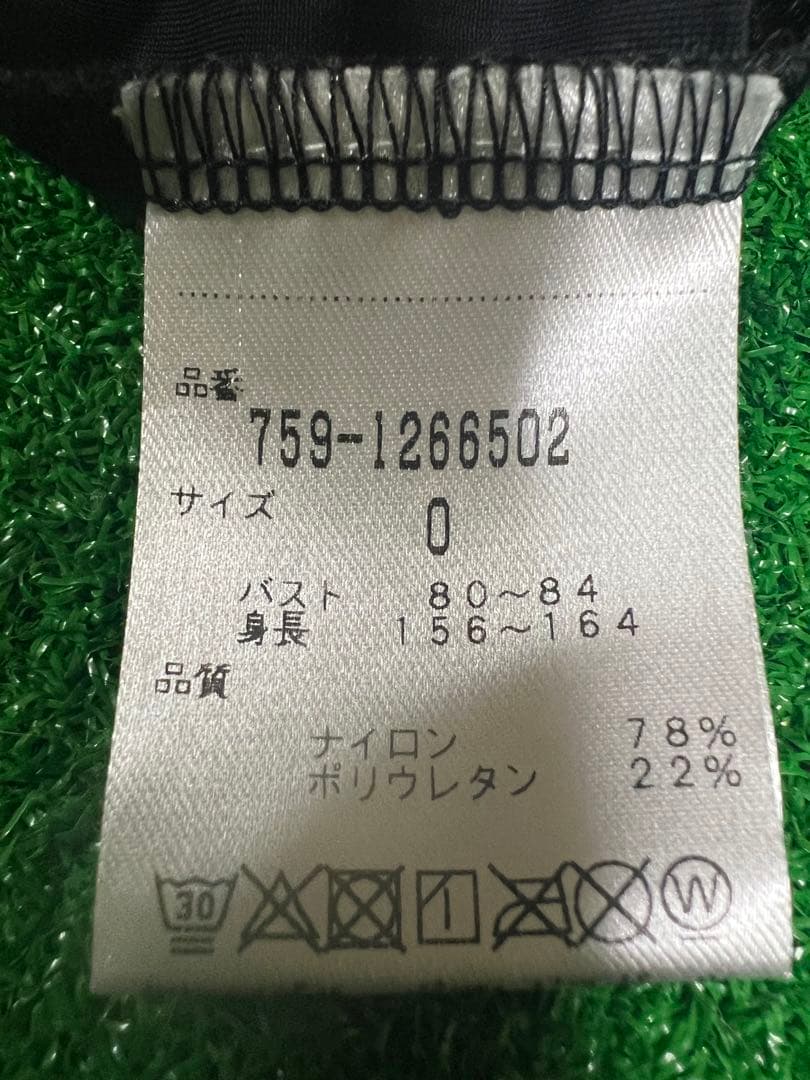 品番
759-1266502
サイズ
0
バスト 80～84
身長 156～164
品質
ナイロン 78%
ポリウレタン 22%
30
W